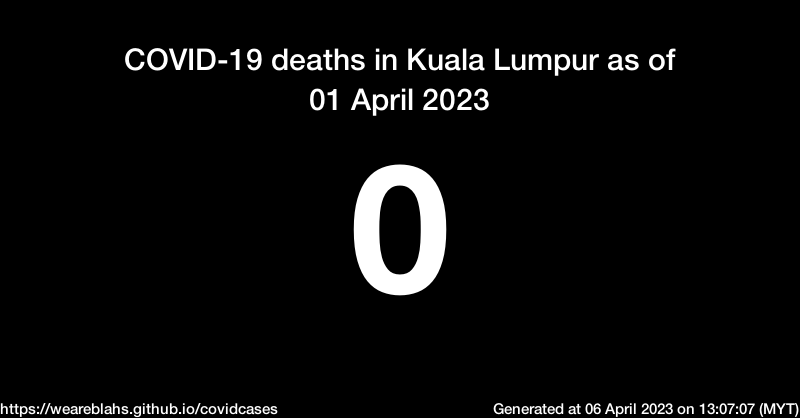 COVID-19 deaths in Kuala Lumpur as of
01 April 2023
0
https://weareblahs.github.io/covidcases
Generated at 06 April 2023 on 13:07:07 (MYT)